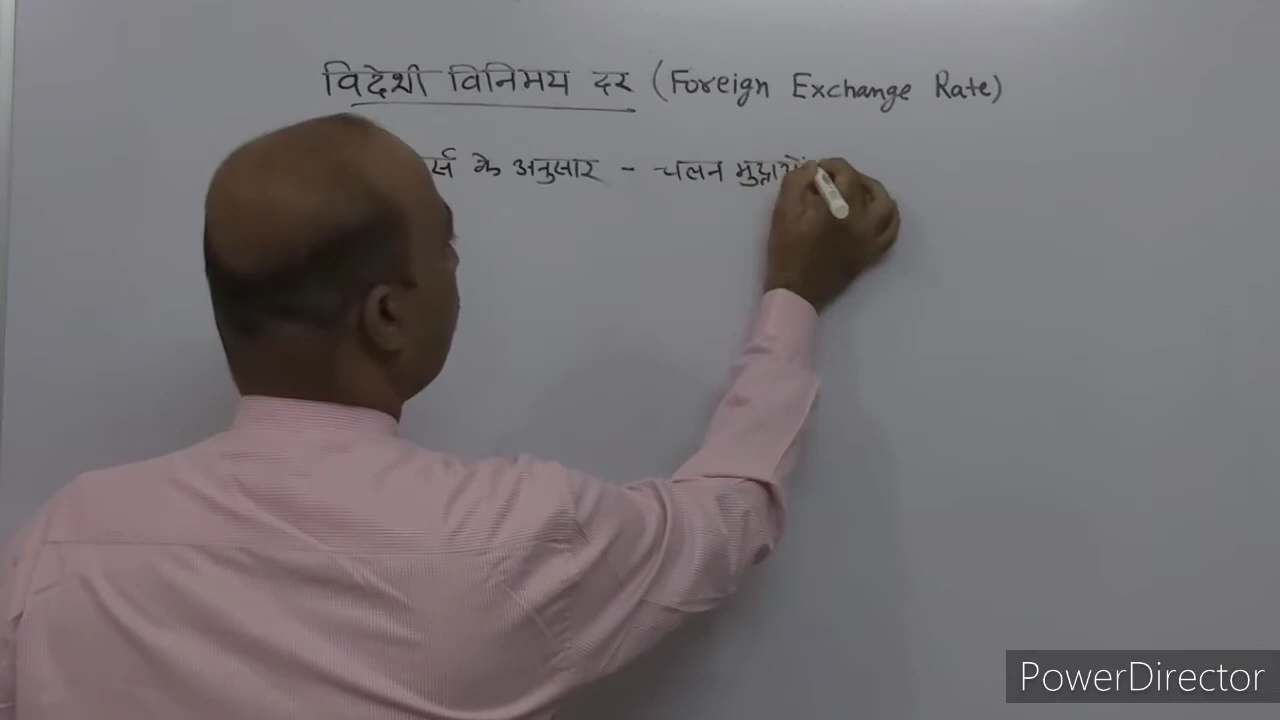 विदेशी विनिमय दर (Foreign Exchange Rate)
के अनुसार - चलन
PowerDirector